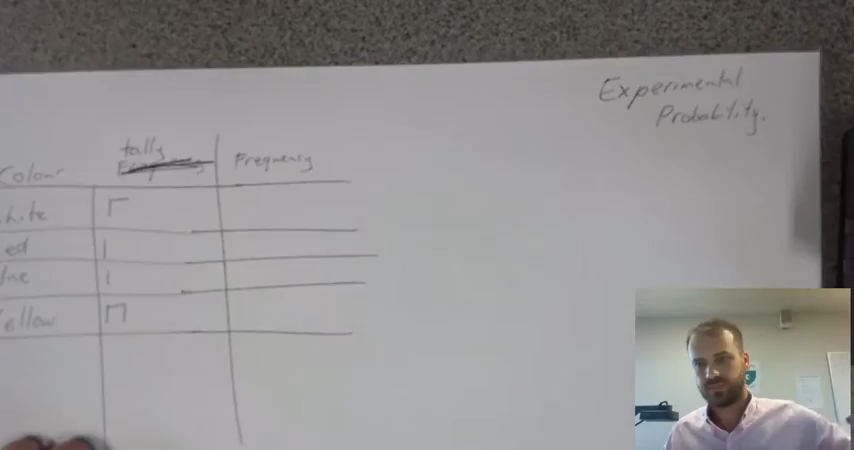 Experimental
Probability.
Colour tally Frequency
hite
ed
lue
ellow